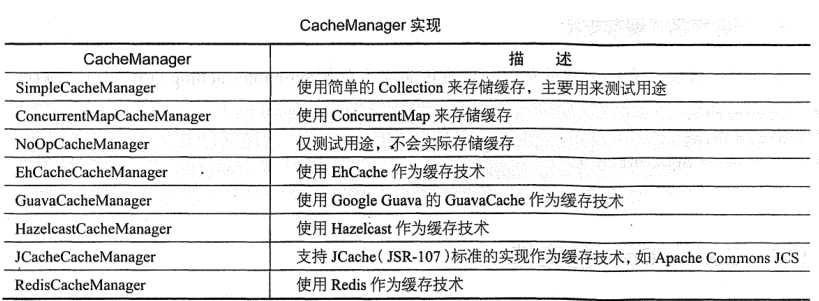 CacheManager 实现
CacheManager 描 述
SimpleCacheManager 使用简单的 Collection 来存储缓存，主要用来测试用途
ConcurrentMapCacheManager 使用 ConcurrentMap 来存储缓存
NoOpCacheManager 仅测试用途，不会实际存储缓存
EhCacheCacheManager 使用 EhCache 作为缓存技术
GuavaCacheManager 使用 Google Guava 的 GuavaCache 作为缓存技术
HazelcastCacheManager 使用 Hazelcast 作为缓存技术
JCacheCacheManager 支持 JCache（JSR-107）标准的实现作为缓存技术，如 Apache Commons JCS
RedisCacheManager 使用 Redis 作为缓存技术